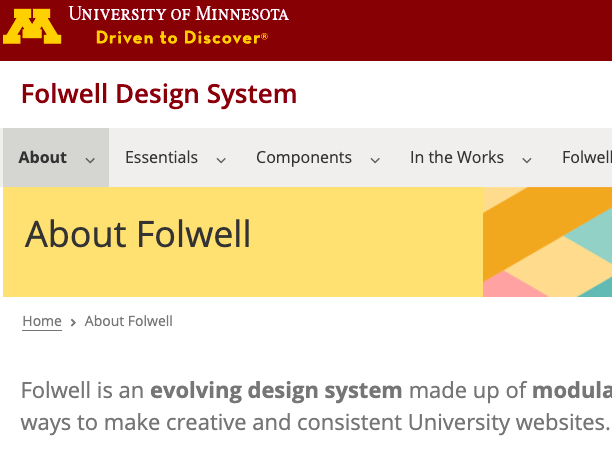 University of Minnesota
Driven to Discover®
Folwell Design System
About Essentials Components In the Works Folwell
About Folwell
Home › About Folwell
Folwell is an evolving design system made up of
ways to make creative and consistent University websites.